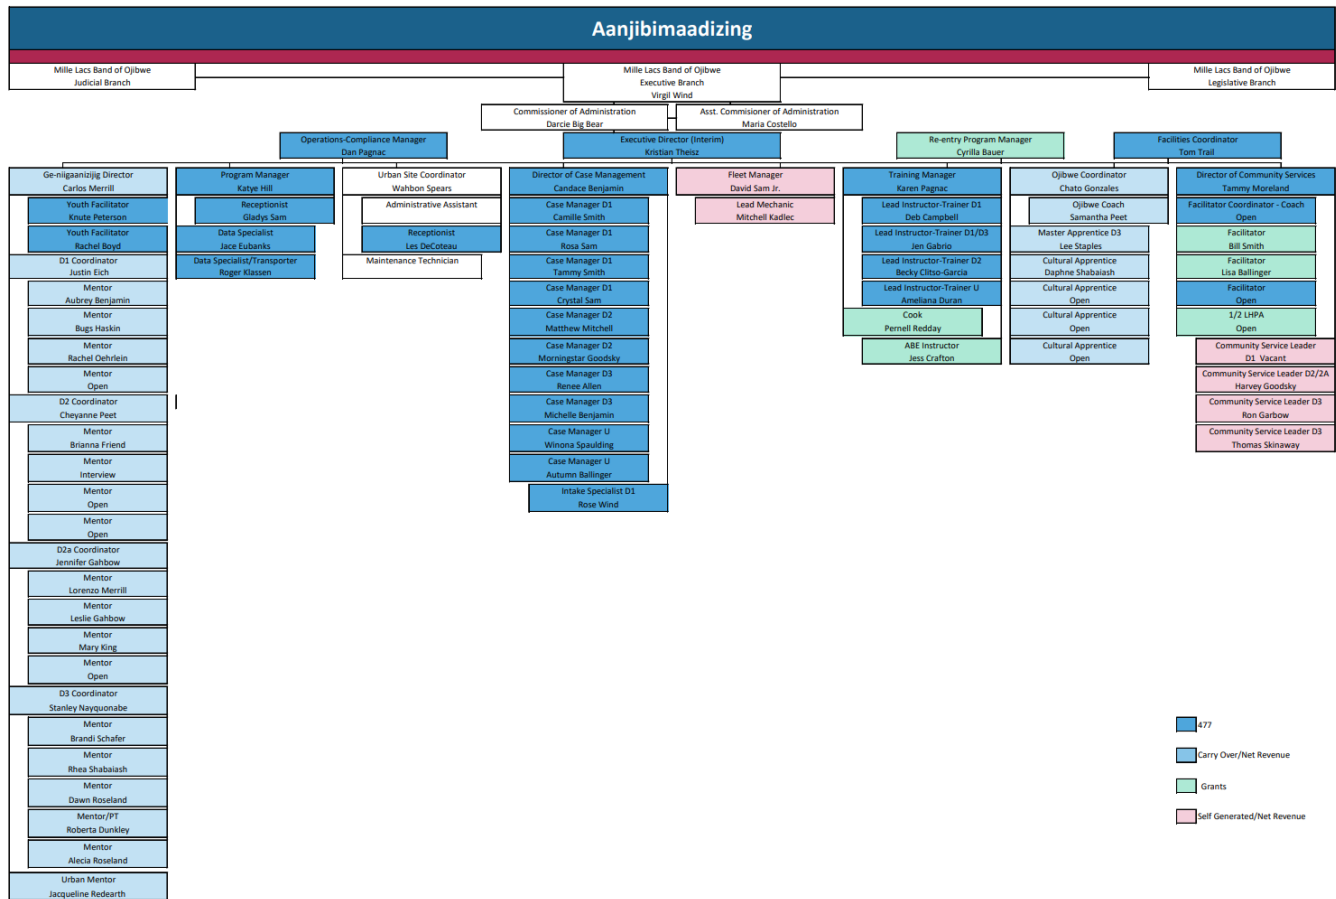 Aanjibimaadizing
Mille Lacs Band of Ojibwe
Judicial Branch
Mille Lacs Band of Ojibwe
Executive Branch
Virgil Wind
Mille Lacs Band of Ojibwe
Legislative Branch
Commissioner of Administration
Darcie Big Bear
Asst. Commisioner of Administration
Maria Costello
Operations-Compliance Manager
Dan Pagnac
Executive Director (Interim)
Kristian Theisz
Re-entry Program Manager
Cyrilla Bauer
Facilities Coordinator
Tom Trail
Ge-niigaanizijig Director
Carlos Merrill
Youth Facilitator
Knute Peterson
Youth Facilitator
Rachel Boyd
D1 Coordinator
Justin Eich
Mentor
Aubrey Benjamin
Mentor
Bugs Haskin
Mentor
Rachel Oehrlein
Mentor
Open
D2 Coordinator
Cheyanne Peet
Mentor
Brianna Friend
Mentor
Interview
Mentor
Open
Mentor
Open
D2a Coordinator
Jennifer Gahbow
Mentor
Lorenzo Merrill
Mentor
Leslie Gahbow
Mentor
Mary King
Mentor
Open
D3 Coordinator
Stanley Nayquonabe
Mentor
Brandi Schafer
Mentor
Rhea Shabaiash
Mentor
Dawn Roseland
Mentor/PT
Roberta Dunkley
Mentor
Alecia Roseland
Urban Mentor
Jacqueline Redearth
Program Manager
Katye Hill
Receptionist
Gladys Sam
Data Specialist
Jace Eubanks
Data Specialist/Transporter
Roger Klassen
Urban Site Coordinator
Wahbon Spears
Administrative Assistant
Receptionist
Les DeCoteau
Maintenance Technician
Director of Case Management
Candace Benjamin
Case Manager D1
Camille Smith
Case Manager D1
Rosa Sam
Case Manager D1
Tammy Smith
Case Manager D1
Crystal Sam
Case Manager D2
Matthew Mitchell
Case Manager D2
Morningstar Goodsky
Case Manager D3
Renee Allen
Case Manager D3
Michelle Benjamin
Case Manager U
Winona Spaulding
Case Manager U
Autumn Ballinger
Intake Specialist D1
Rose Wind
Fleet Manager
David Sam Jr.
Lead Mechanic
Mitchell Kadlec
Training Manager
Karen Pagnac
Lead Instructor-Trainer D1
Deb Campbell
Lead Instructor-Trainer D1/D3
Jen Gabrio
Lead Instructor-Trainer D2
Becky Clitso-Garcia
Lead Instructor-Trainer U
Ameliana Duran
Cook
Pernell Redday
ABE Instructor
Jess Crafton
Ojibwe Coordinator
Chato Gonzales
Ojibwe Coach
Samantha Peet
Master Apprentice D3
Lee Staples
Cultural Apprentice
Daphne Shabaiash
Cultural Apprentice
Open
Cultural Apprentice
Open
Cultural Apprentice
Open
Director of Community Services
Tammy Moreland
Facilitator Coordinator - Coach
Open
Facilitator
Bill Smith
Facilitator
Lisa Ballinger
Facilitator
Open
1/2 LHPA
Open
Community Service Leader
D1 Vacant
Community Service Leader D2/2A
Harvey Goodsky
Community Service Leader D3
Ron Garbow
Community Service Leader D3
Thomas Skinaway
477
Carry Over/Net Revenue
Grants
Self Generated/Net Revenue